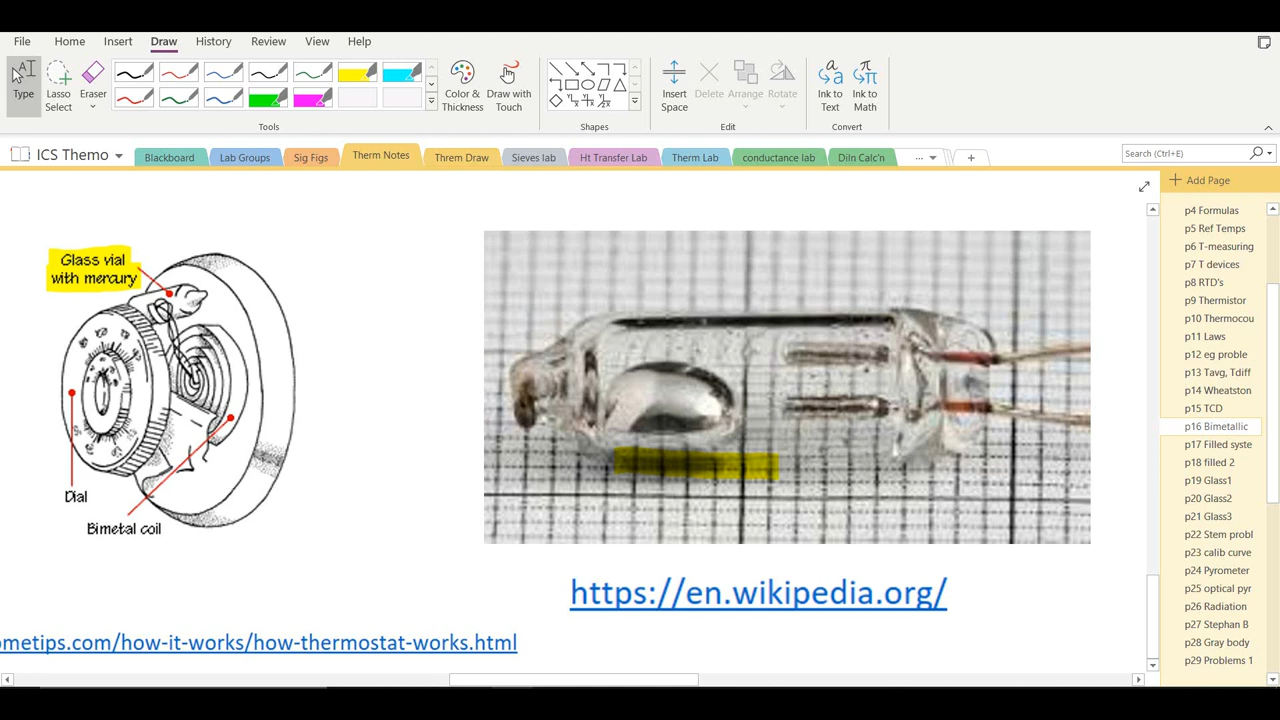 File Home Insert Draw History Review View Help
Type
Lasso Select
Eraser
Color & Thickness
Draw with Touch
Insert Space
Delete
Arrange
Rotate
Ink to Text
Ink to Math
Tools
Shapes
Edit
Convert
ICS Themo
Blackboard
Lab Groups
Sig Figs
Therm Notes
Threm Draw
Sieves lab
Ht Transfer Lab
Therm Lab
conductance lab
Diln Calc'n
...
Search (Ctrl+E)
Add Page
p4 Formulas
p5 Ref Temps
p6 T-measuring
p7 T devices
p8 RTD's
p9 Thermistor
p10 Thermocou
p11 Laws
p12 eg proble
p13 Tavg, Tdiff
p14 Wheatston
p15 TCD
p16 Bimetallic
p17 Filled syste
p18 filled 2
p19 Glass1
p20 Glass2
p21 Glass3
p22 Stem probl
p23 calib curve
p24 Pyrometer
p25 optical pyr
p26 Radiation
p27 Stephan B
p28 Gray body
p29 Problems 1
Glass vial
with mercury
Dial
Bimetal coil
https://en.wikipedia.org/
ometips.com/how-it-works/how-thermostat-works.html